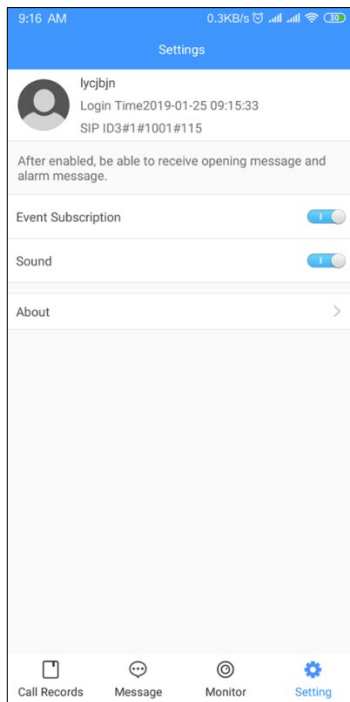 9:16 AM 0.3KB/s 30
Settings
lycjbjn
Login Time2019-01-25 09:15:33
SIP ID3#1#1001#115
After enabled, be able to receive opening message and
alarm message.
Event Subscription
Sound
About
Call Records Message Monitor Setting